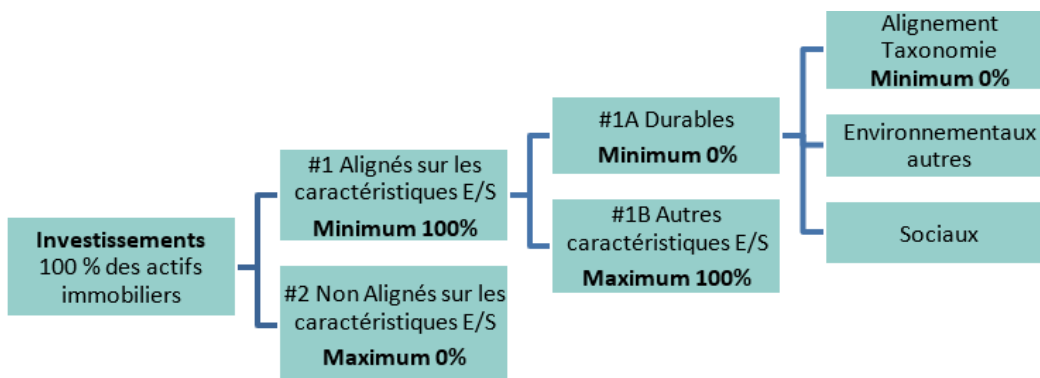 Investissements
100 % des actifs
immobiliers
#1 Alignés sur les
caractéristiques E/S
Minimum 100%
#2 Non Alignés sur les
caractéristiques E/S
Maximum 0%
#1A Durables
Minimum 0%
#1B Autres
caractéristiques E/S
Maximum 100%
Alignement
Taxonomie
Minimum 0%
Environnementaux
autres
Sociaux